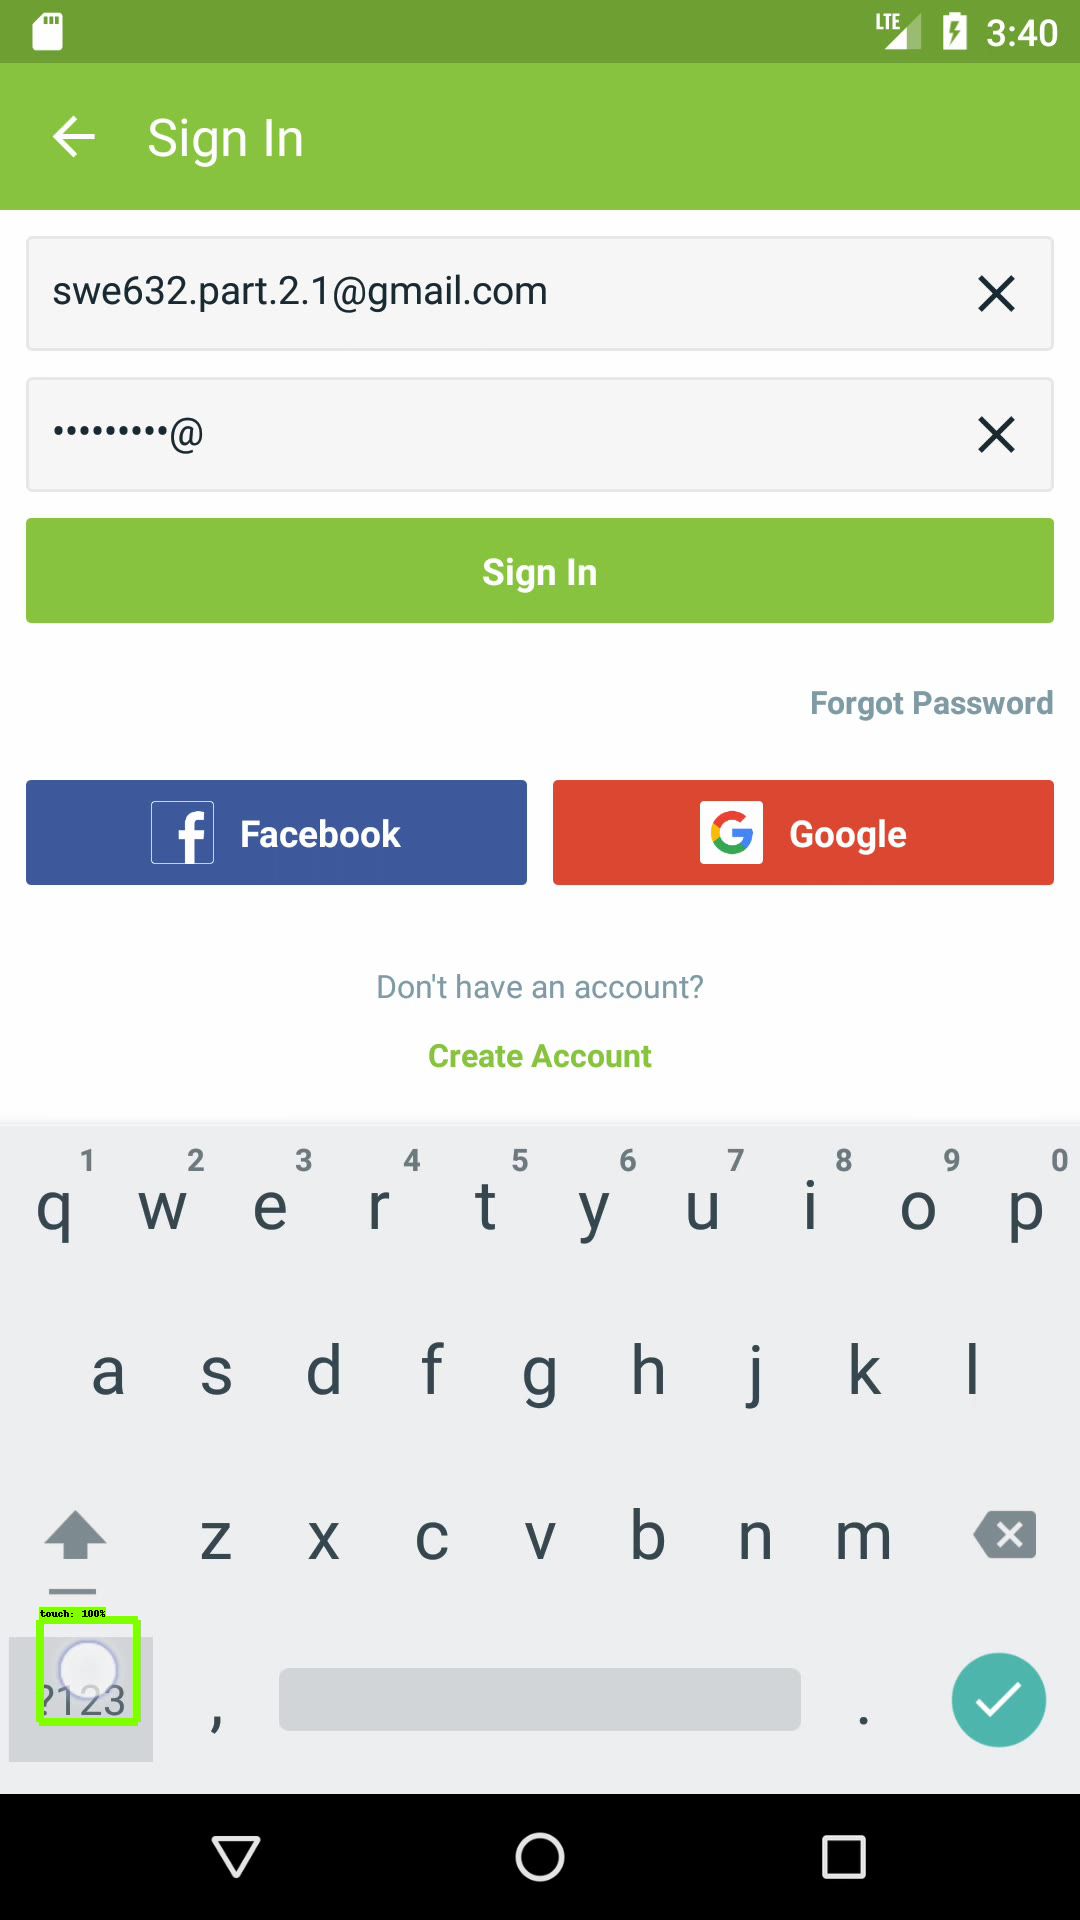 LTE 3:40
Sign In
swe632.part.2.1@gmail.com
•••••••••@
Sign In
Forgot Password
Facebook
Google
Don't have an account?
Create Account
1 2 3 4 5 6 7 8 9 0
q w e r t y u i o p
a s d f g h j k l
z x c v b n m
touch: 100%
?123 , .